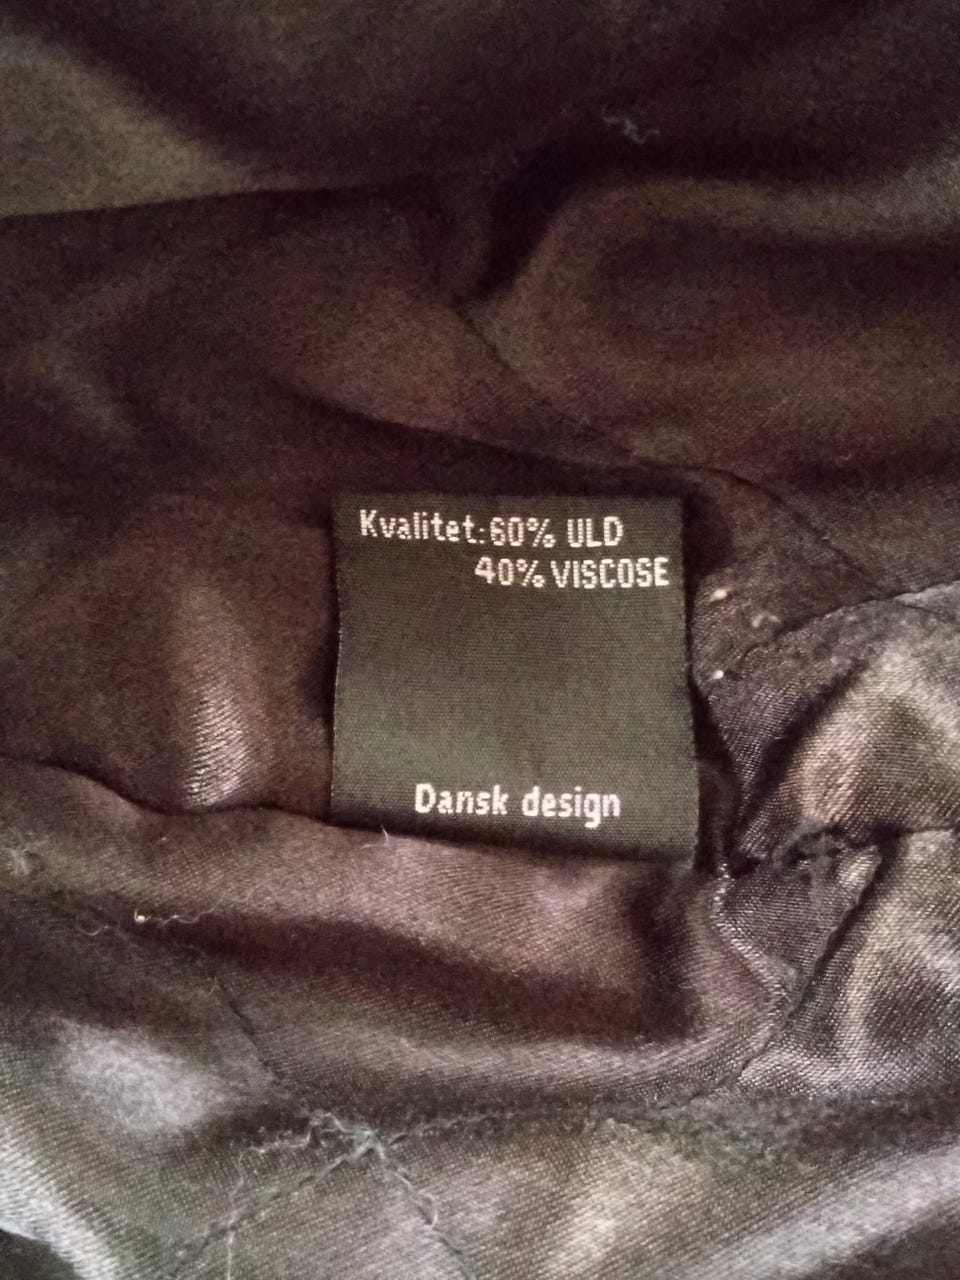 Kvalitet: 60% ULD
40% VISCOSE
Dansk design